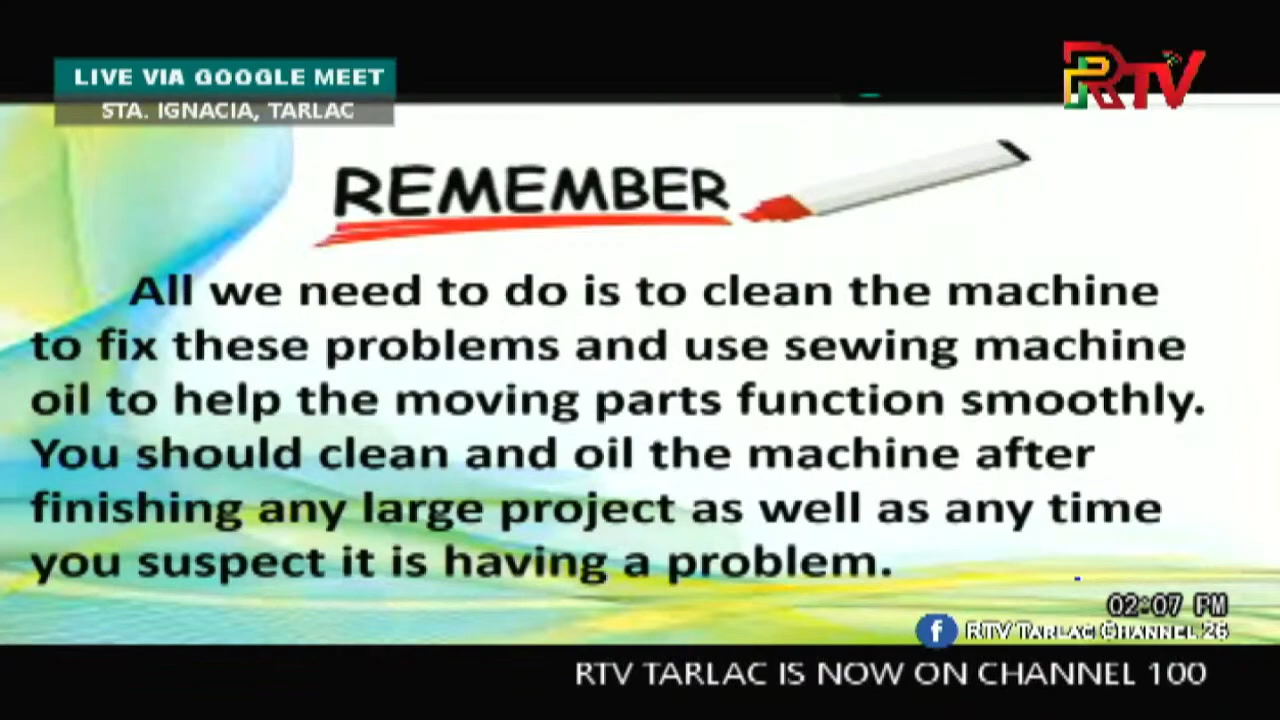 LIVE VIA GOOGLE MEET
STA. IGNACIA, TARLAC
RTV
REMEMBER
All we need to do is to clean the machine
to fix these problems and use sewing machine
oil to help the moving parts function smoothly.
You should clean and oil the machine after
finishing any large project as well as any time
you suspect it is having a problem.
02:07 PM
f RTV TARLAC CHANNEL 26
RTV TARLAC IS NOW ON CHANNEL 100